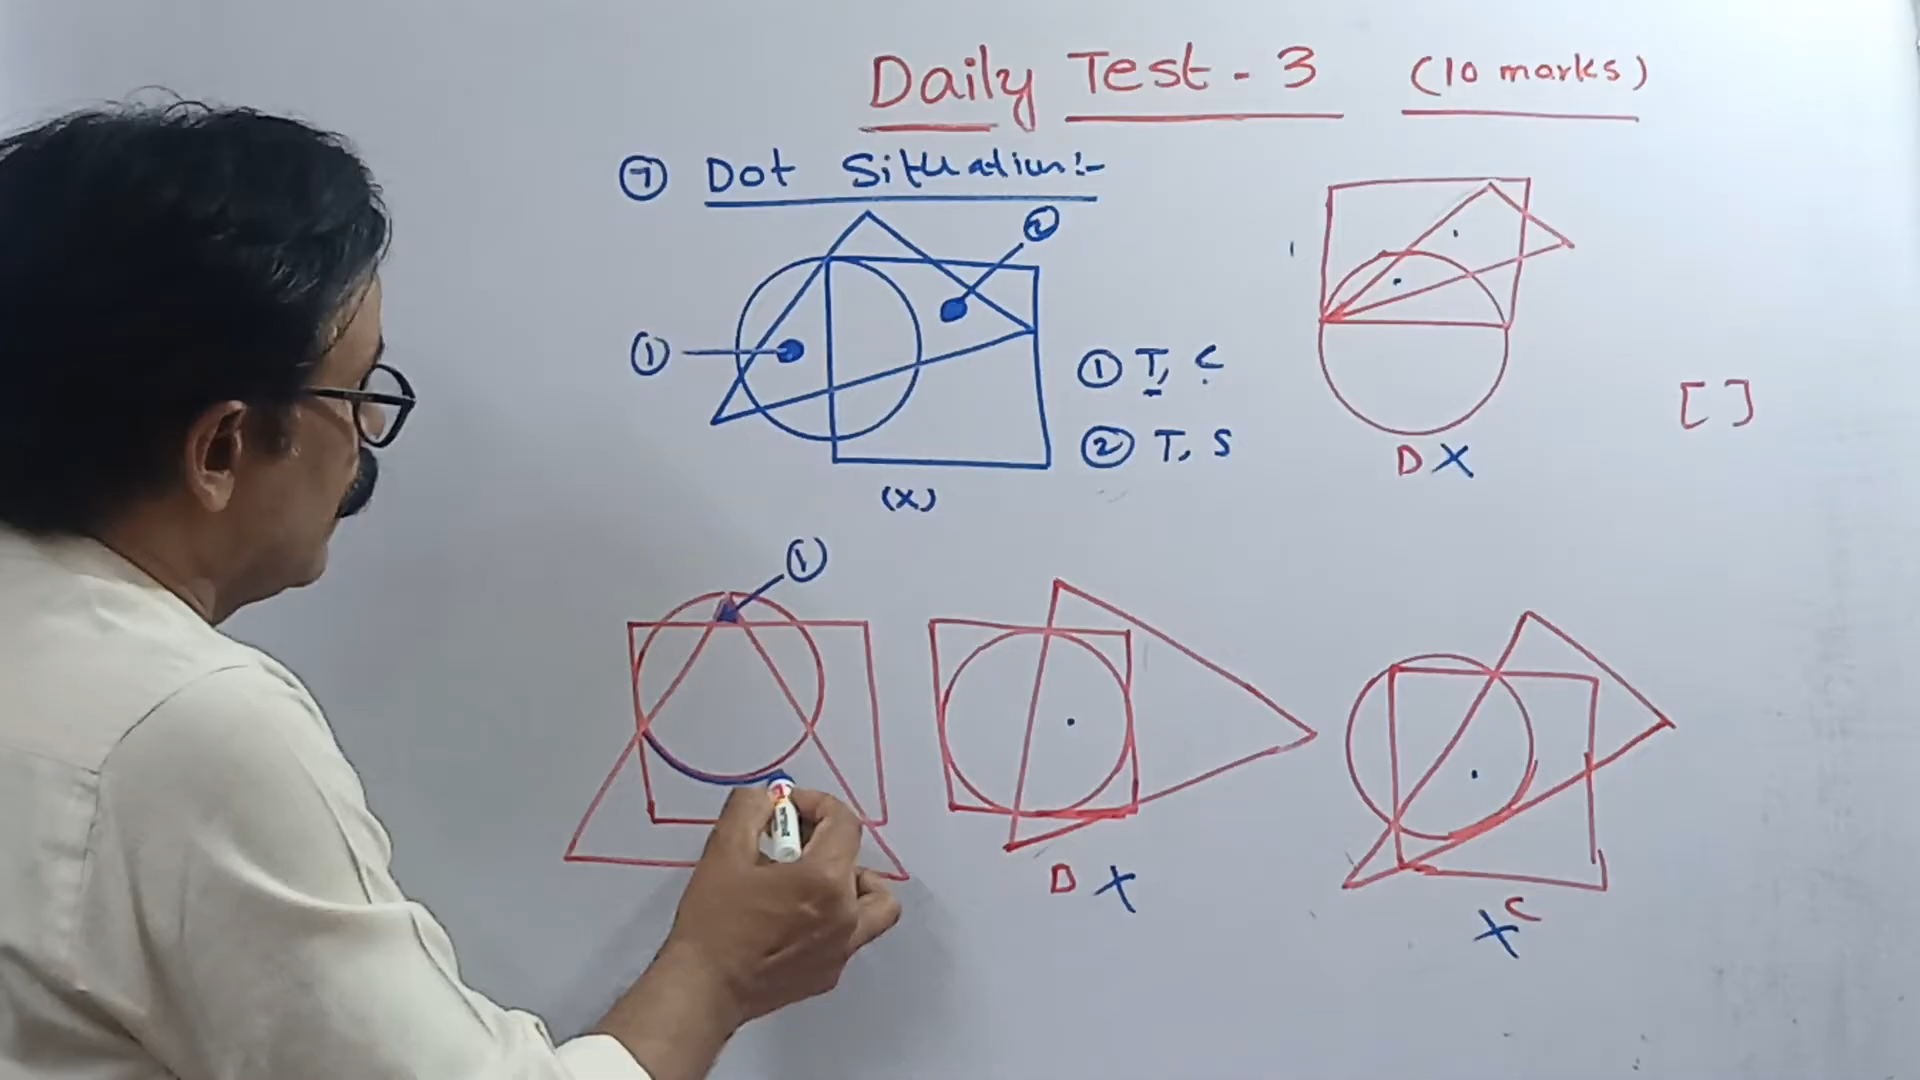 Daily Test - 3 (10 marks)
⑦ Dot Situation:-
②
①
① T, C
② T, S
(X)
D X
[ ]
①
B X
C
X